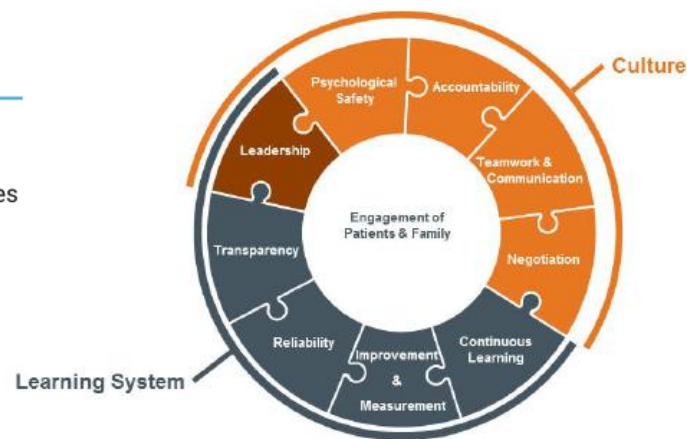 Culture
Psychological
Safety
Accountability
Leadership
Teamwork &
Communication
es
Engagement of
Patients & Family
Transparency
Negotiation
Reliability
Continuous
Learning
Improvement
&
Measurement
Learning System